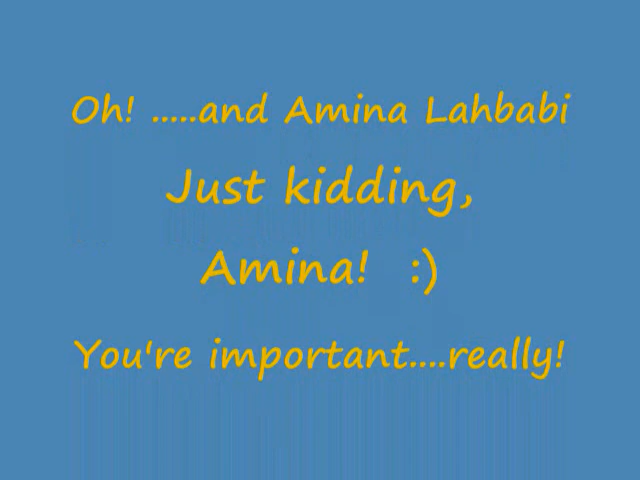 Oh! .....and Amina Lahbabi
Just kidding,
Amina!  :)
You're important....really!